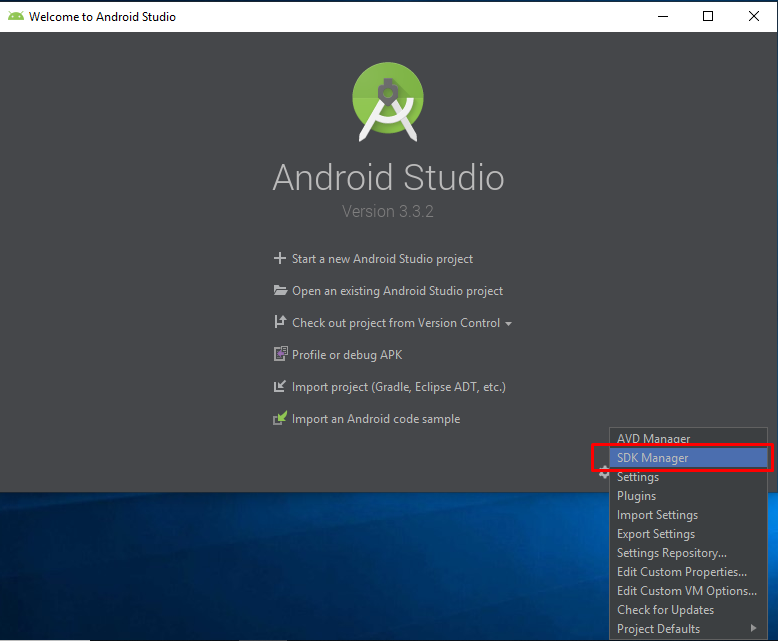 Welcome to Android Studio
Android Studio
Version 3.3.2
Start a new Android Studio project
Open an existing Android Studio project
Check out project from Version Control
Profile or debug APK
Import project (Gradle, Eclipse ADT, etc.)
Import an Android code sample
AVD Manager
SDK Manager
Settings
Plugins
Import Settings
Export Settings
Settings Repository...
Edit Custom Properties...
Edit Custom VM Options...
Check for Updates
Project Defaults